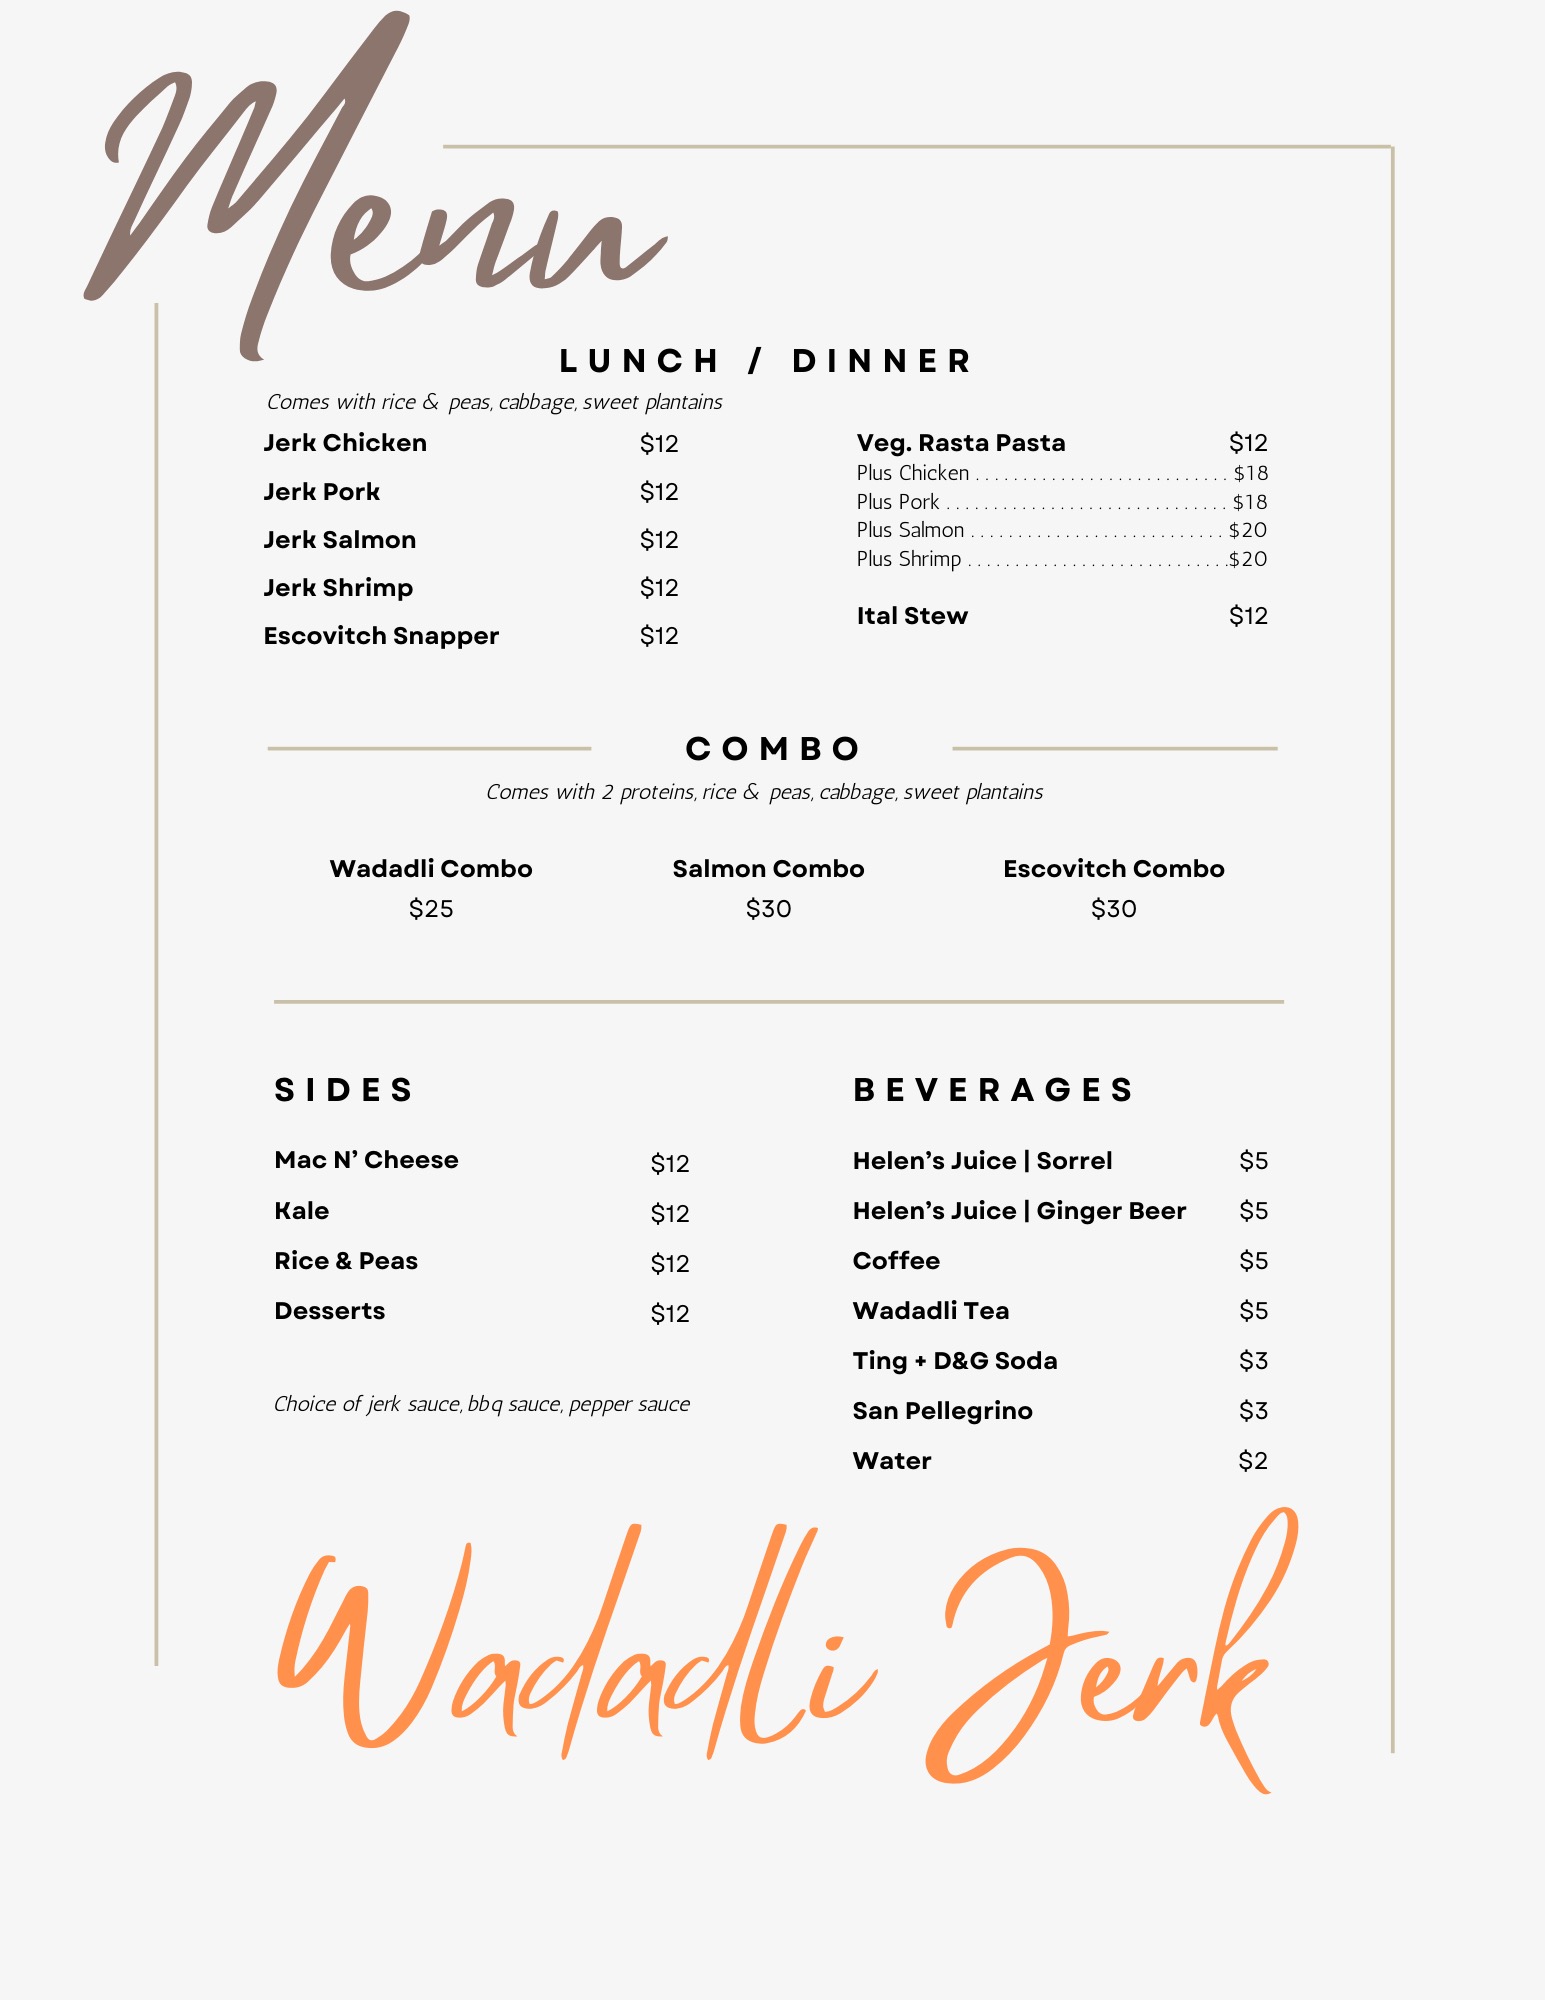 Menu
LUNCH / DINNER
Comes with rice & peas, cabbage, sweet plantains
Jerk Chicken $12
Jerk Pork $12
Jerk Salmon $12
Jerk Shrimp $12
Escovitch Snapper $12
Veg. Rasta Pasta $12
Plus Chicken . . . . . . . . . . . . . . . . . . . . . . . . . . . $18
Plus Pork . . . . . . . . . . . . . . . . . . . . . . . . . . . . . . $18
Plus Salmon . . . . . . . . . . . . . . . . . . . . . . . . . . . $20
Plus Shrimp . . . . . . . . . . . . . . . . . . . . . . . . . . . .$20
Ital Stew $12
COMBO
Comes with 2 proteins, rice & peas, cabbage, sweet plantains
Wadadli Combo
$25
Salmon Combo
$30
Escovitch Combo
$30
SIDES
Mac N’ Cheese $12
Kale $12
Rice & Peas $12
Desserts $12
Choice of jerk sauce, bbq sauce, pepper sauce
BEVERAGES
Helen’s Juice | Sorrel $5
Helen’s Juice | Ginger Beer $5
Coffee $5
Wadadli Tea $5
Ting + D&G Soda $3
San Pellegrino $3
Water $2
Wadadli Jerk